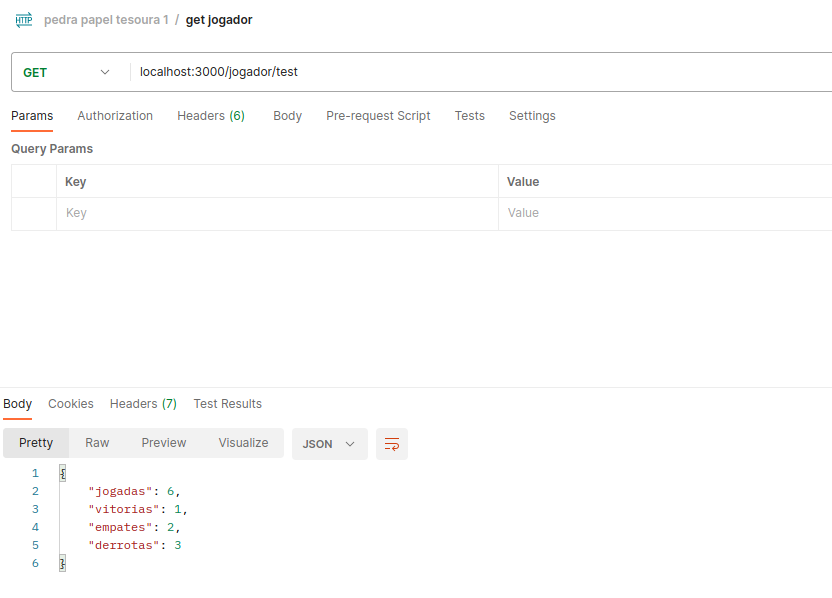 HTTP pedra papel tesoura 1 / get jogador
GET localhost:3000/jogador/test
Params Authorization Headers (6) Body Pre-request Script Tests Settings
Query Params
Key Value
Key Value
Body Cookies Headers (7) Test Results
Pretty Raw Preview Visualize JSON
1 {
2 "jogadas": 6,
3 "vitorias": 1,
4 "empates": 2,
5 "derrotas": 3
6 }